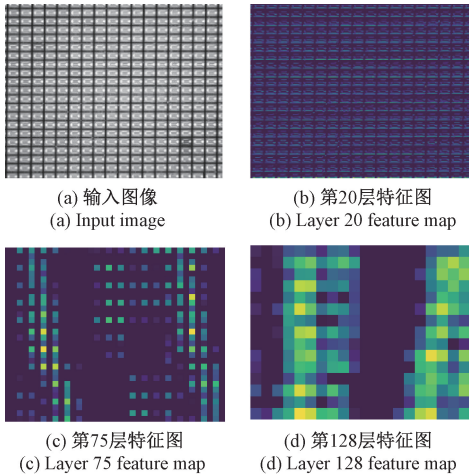 (a) 输入图像
(a) Input image
(b) 第20层特征图
(b) Layer 20 feature map
(c) 第75层特征图
(c) Layer 75 feature map
(d) 第128层特征图
(d) Layer 128 feature map